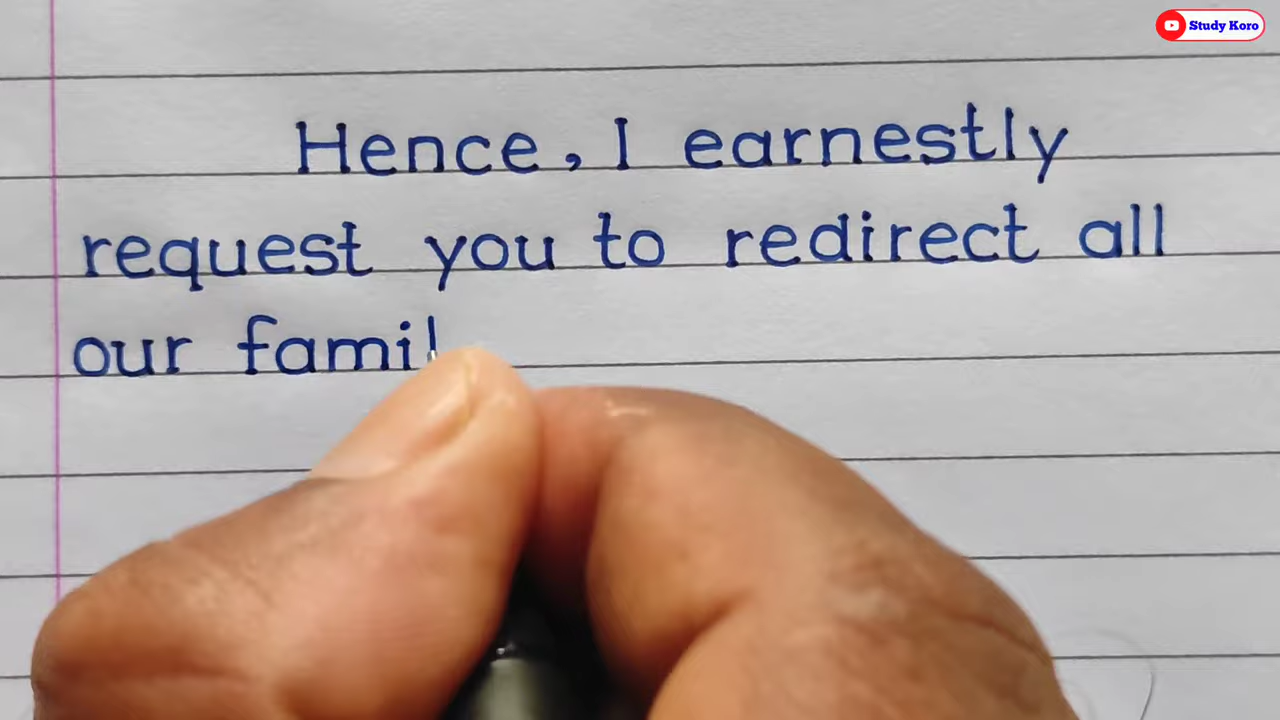 Study Koro
Hence, I earnestly
request you to redirect all
our famil